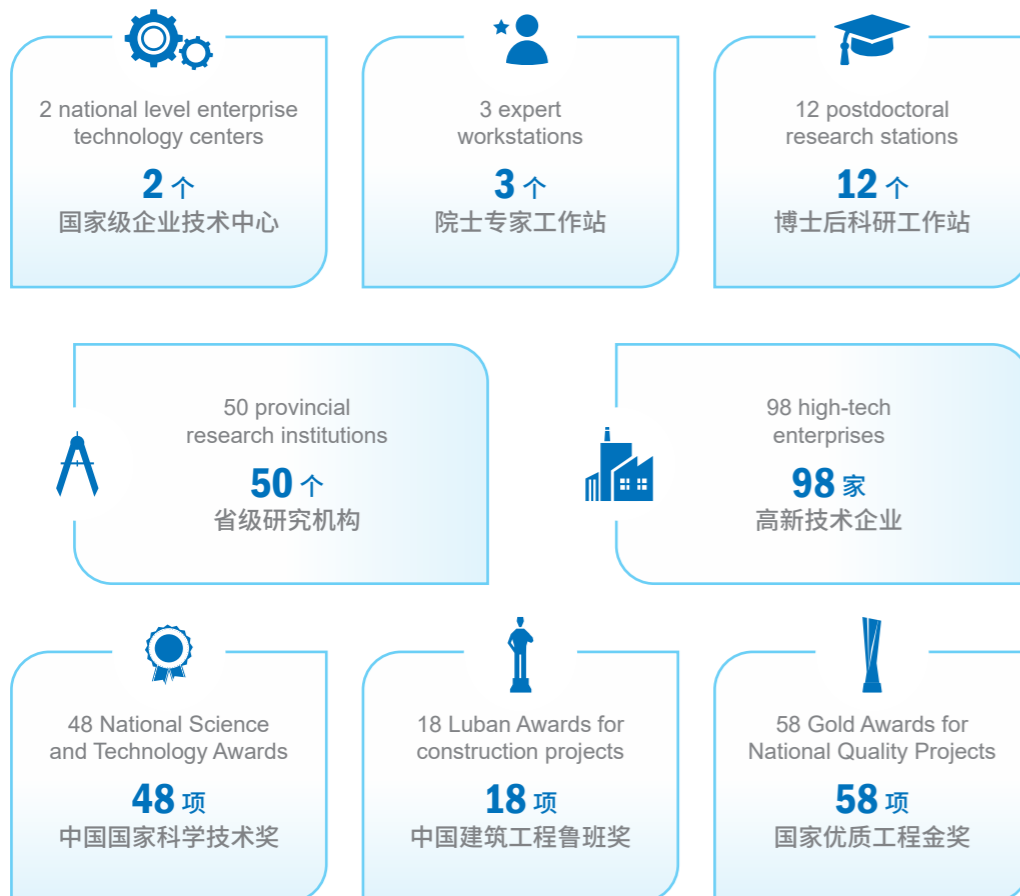 2 national level enterprise
technology centers
2 个
国家级企业技术中心
3 expert
workstations
3 个
院士专家工作站
12 postdoctoral
research stations
12 个
博士后科研工作站
50 provincial
research institutions
50 个
省级研究机构
98 high-tech
enterprises
98 家
高新技术企业
48 National Science
and Technology Awards
48 项
中国国家科学技术奖
18 Luban Awards for
construction projects
18 项
中国建筑工程鲁班奖
58 Gold Awards for
National Quality Projects
58 项
国家优质工程金奖